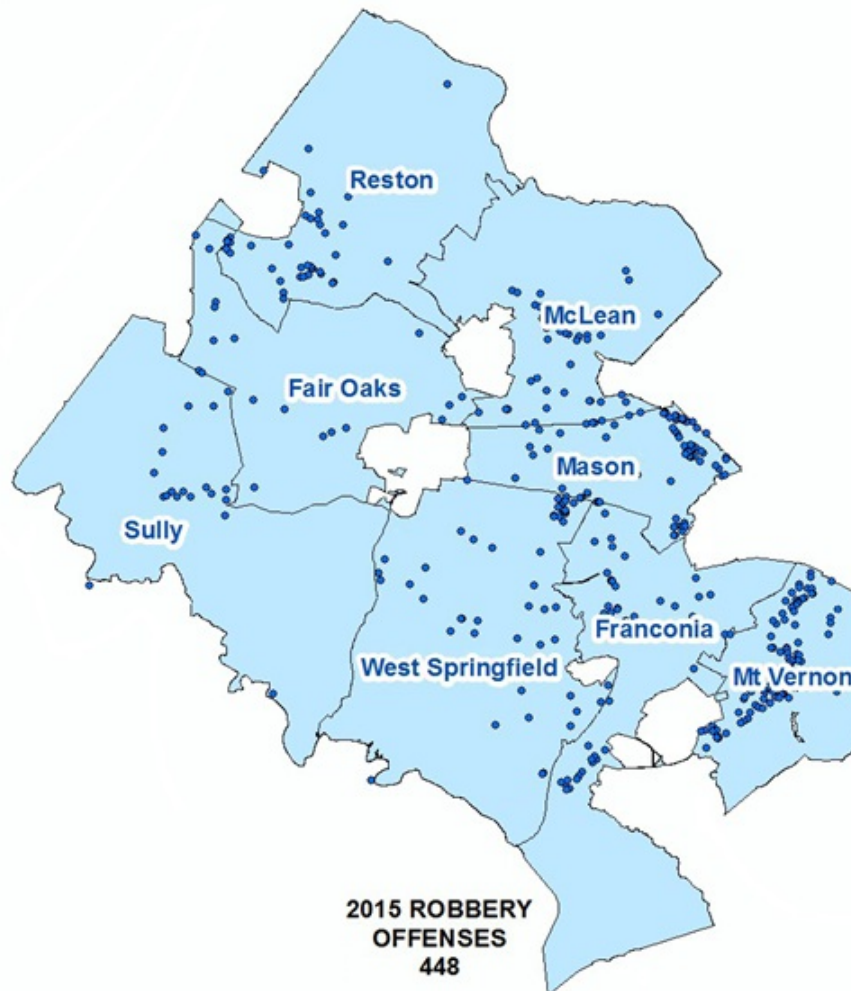 Reston
McLean
Fair Oaks
Mason
Sully
Franconia
West Springfield
Mt Vernon
2015 ROBBERY
OFFENSES
448